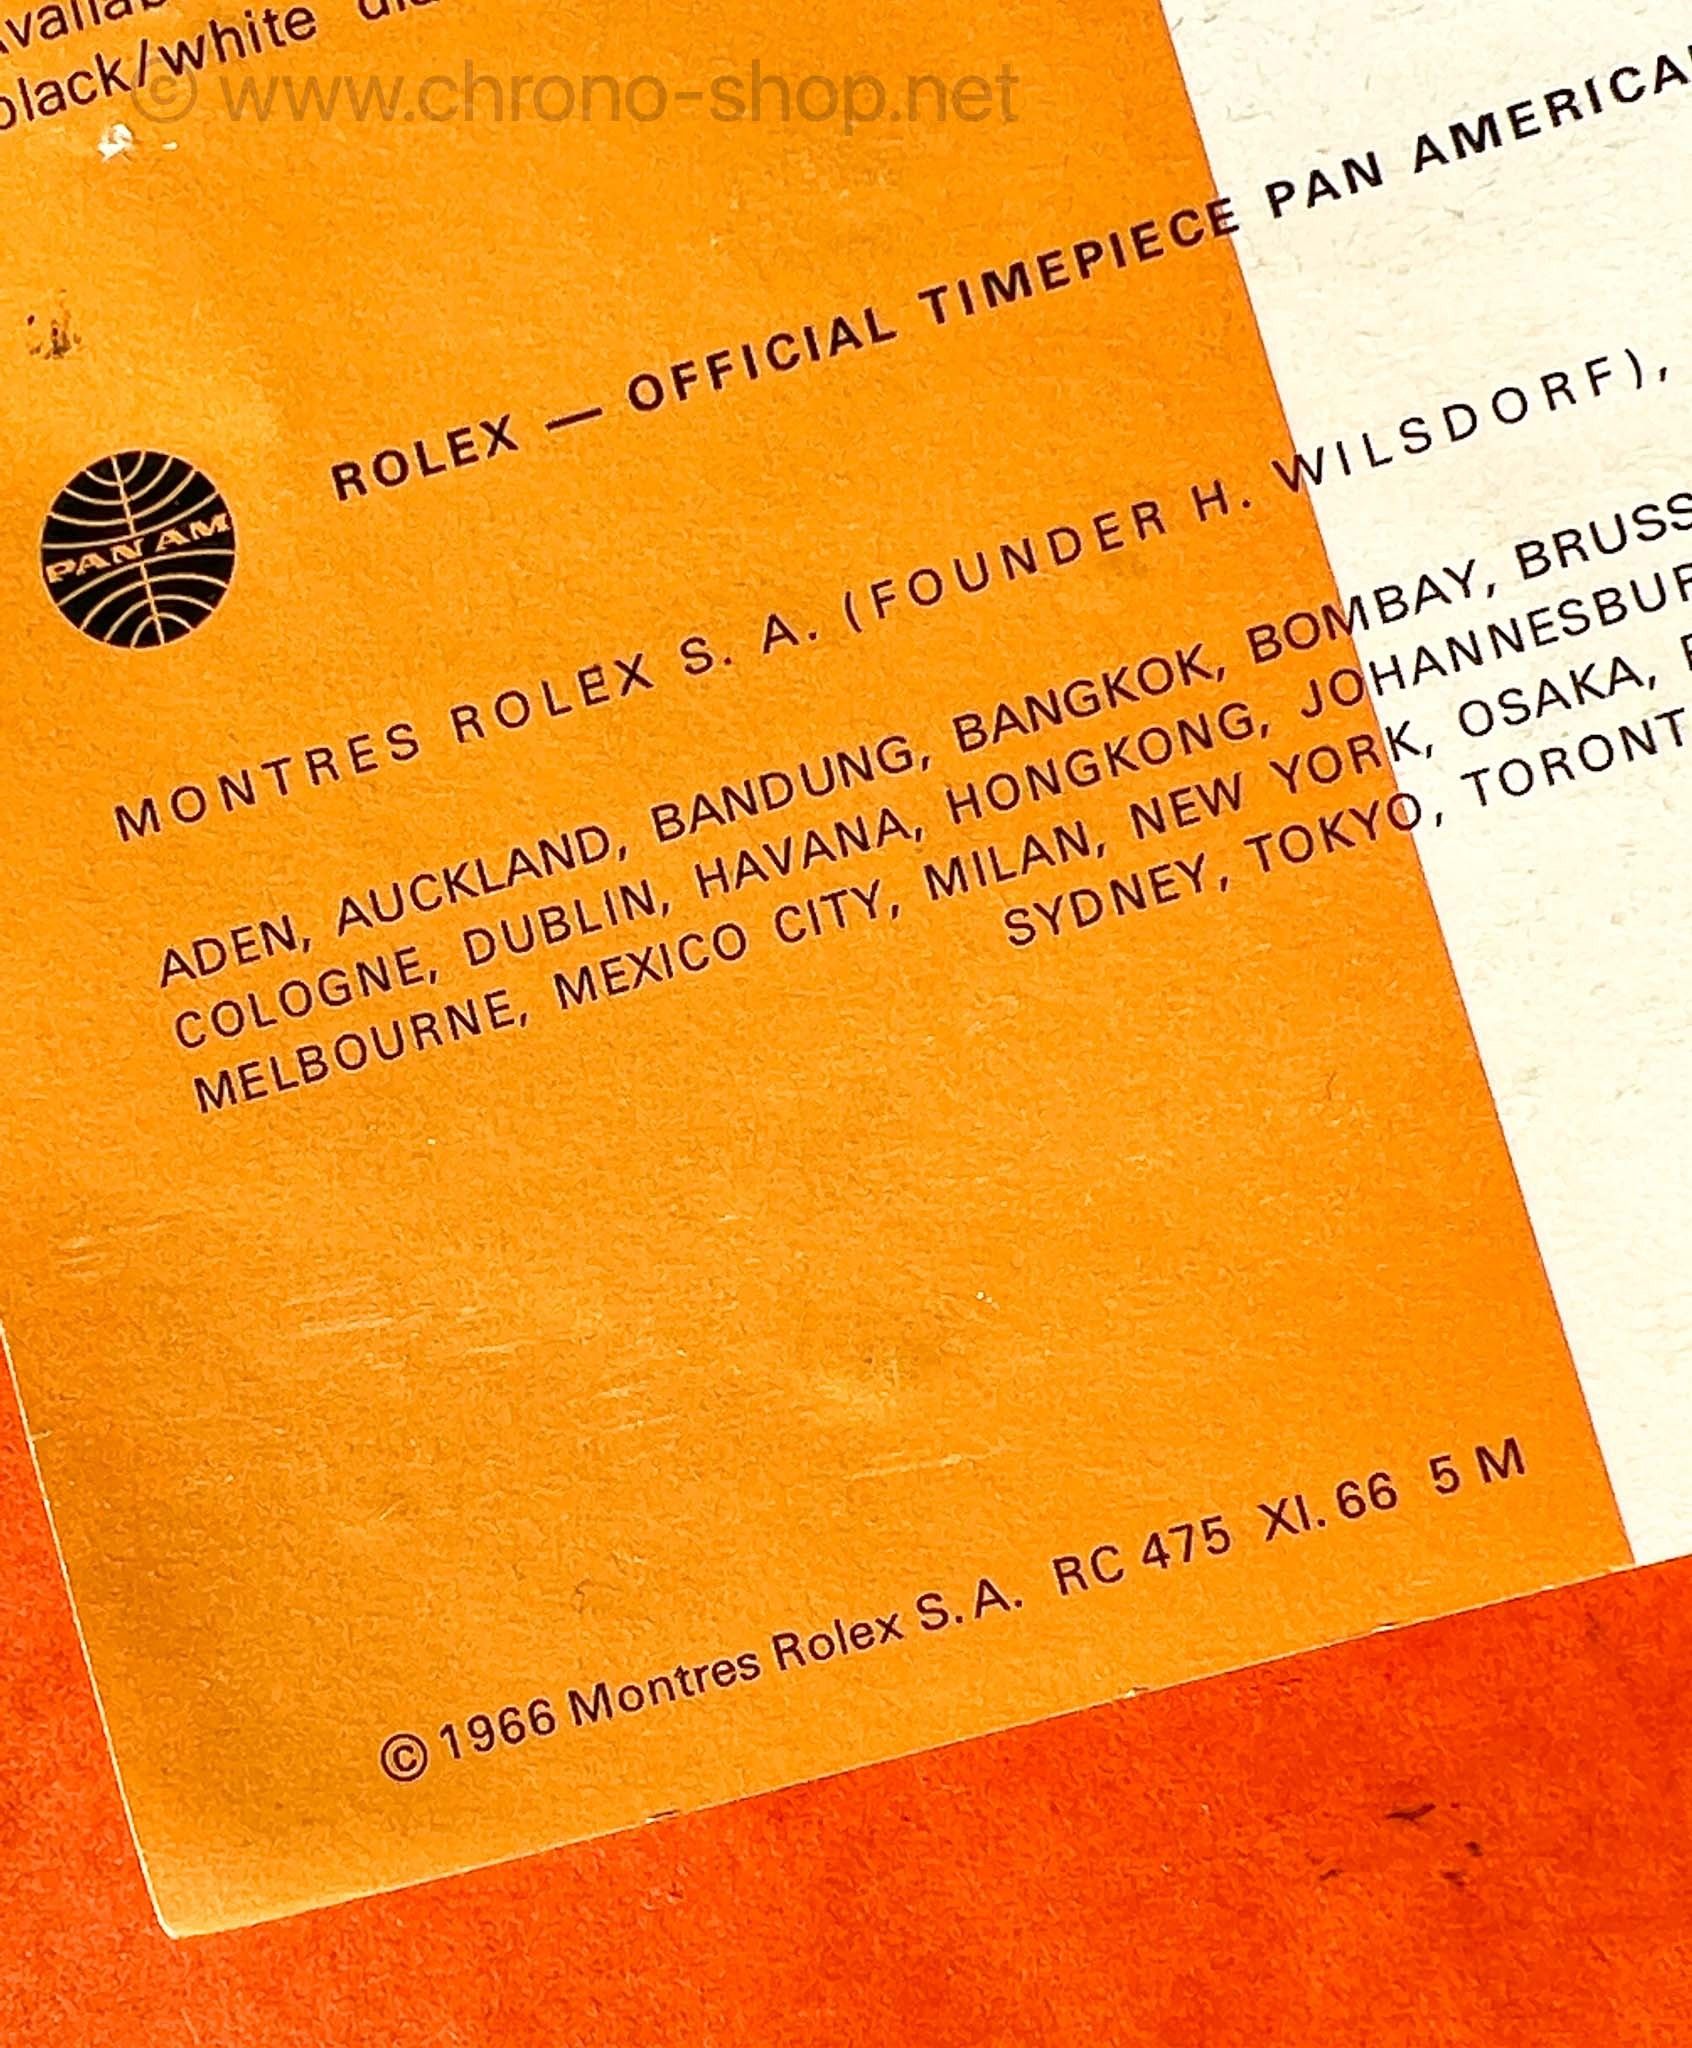 black/white
© www.chrono-shop.net
ROLEX — OFFICIAL TIMEPIECE PAN AMERICA
PAN AM
MONTRES ROLEX S. A. (FOUNDER H. WILSDORF),
ADEN, AUCKLAND, BANDUNG, BANGKOK, BOMBAY, BRUSS
COLOGNE, DUBLIN, HAVANA, HONGKONG, JOHANNESBUR
MELBOURNE, MEXICO CITY, MILAN, NEW YORK, OSAKA,
SYDNEY, TOKYO, TORONT
© 1966 Montres Rolex S.A. RC 475 XI. 66 5 M